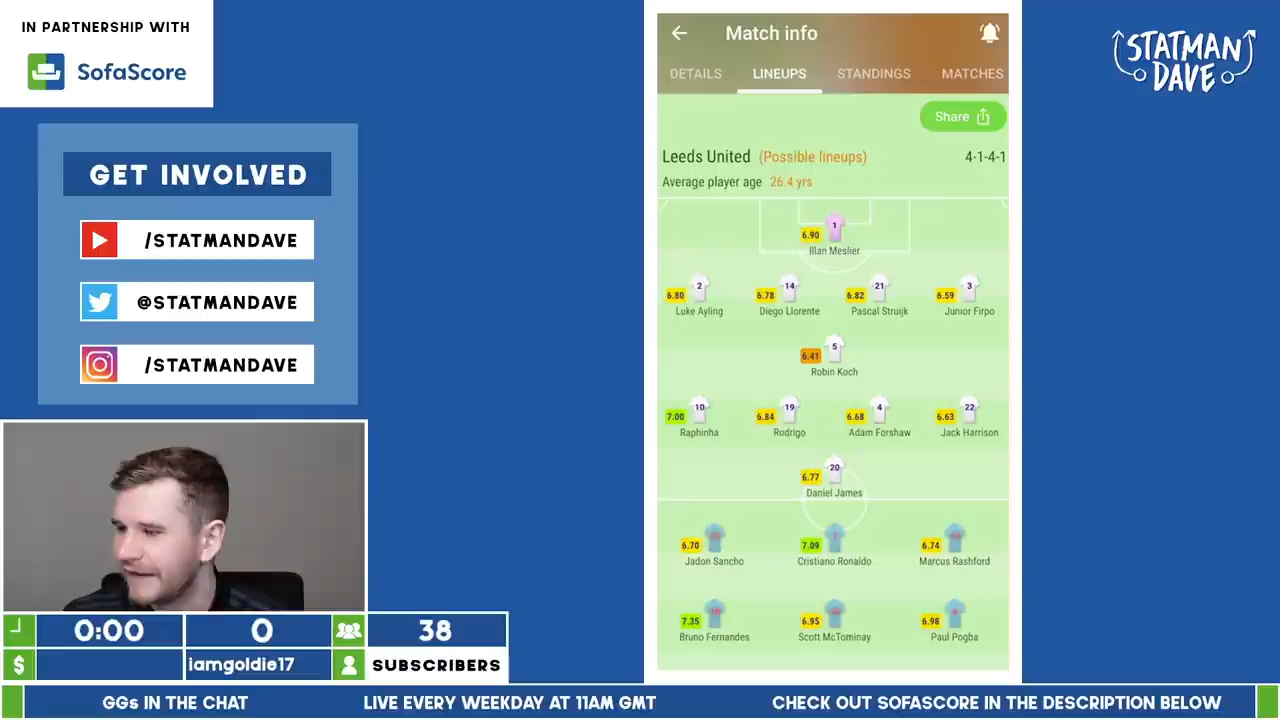 IN PARTNERSHIP WITH
SofaScore
GET INVOLVED
/STATMANDAVE
@STATMANDAVE
/STATMANDAVE
0:00
0
38
$
iamgoldie17
SUBSCRIBERS
Match info
DETAILS LINEUPS STANDINGS MATCHES
Share
Leeds United (Possible lineups) 4-1-4-1
Average player age 26.4 yrs
1
6.90
Illan Meslier
2 14 21 3
6.80 6.78 6.82 6.59
Luke Ayling Diego Llorente Pascal Struijk Junior Firpo
5
6.41
Robin Koch
10 19 4 22
7.00 6.84 6.68 6.63
Raphinha Rodrigo Adam Forshaw Jack Harrison
20
6.77
Daniel James
6.70 7.09 6.74
Jadon Sancho Cristiano Ronaldo Marcus Rashford
7.35 6.95 6.98
Bruno Fernandes Scott McTominay Paul Pogba
STATMAN
DAVE
GGs IN THE CHAT LIVE EVERY WEEKDAY AT 11AM GMT CHECK OUT SOFASCORE IN THE DESCRIPTION BELOW